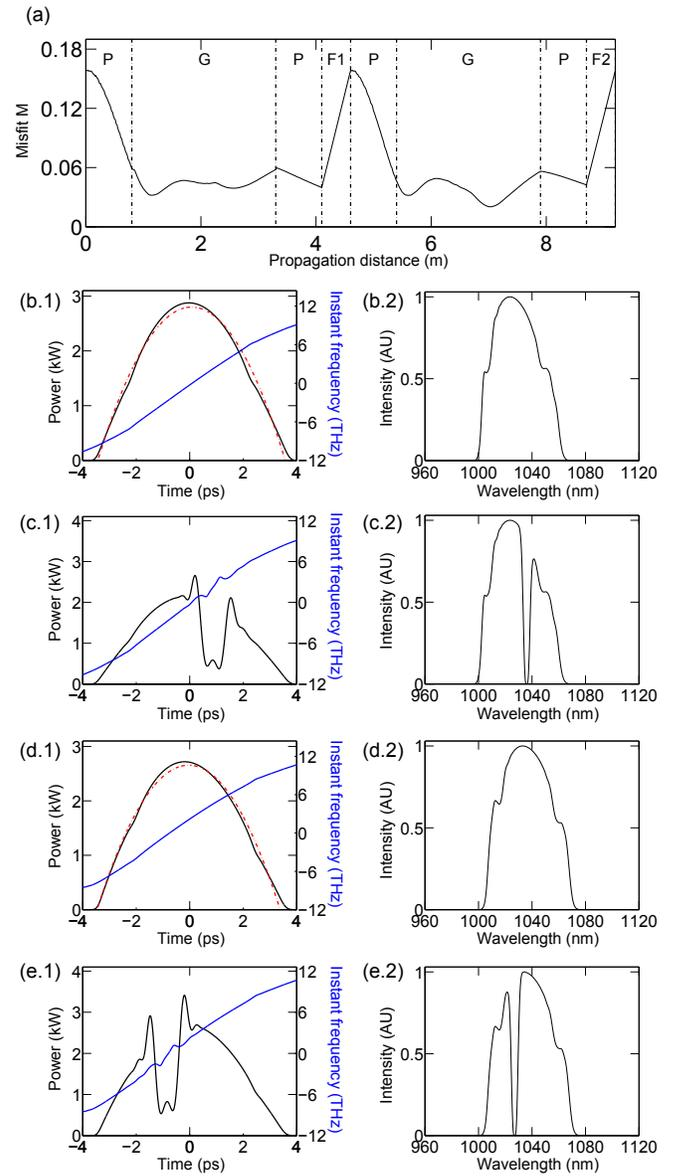 (a)
0.18
0.12
0.06
0
Misfit M
P G P F1 P G P F2
0 2 4 6 8
Propagation distance (m)
(b.1)
3
2
1
0
Power (kW)
12
6
0
−6
−12
Instant frequency (THz)
−4 −2 0 2 4
Time (ps)
(b.2)
1
0.5
0
Intensity (AU)
960 1000 1040 1080 1120
Wavelength (nm)
(c.1)
4
3
2
1
0
Power (kW)
12
6
0
−6
−12
Instant frequency (THz)
−4 −2 0 2 4
Time (ps)
(c.2)
1
0.5
0
Intensity (AU)
960 1000 1040 1080 1120
Wavelength (nm)
(d.1)
3
2
1
0
Power (kW)
12
6
0
−6
−12
Instant frequency (THz)
−4 −2 0 2 4
Time (ps)
(d.2)
1
0.5
0
Intensity (AU)
960 1000 1040 1080 1120
Wavelength (nm)
(e.1)
4
3
2
1
0
Power (kW)
12
6
0
−6
−12
Instant frequency (THz)
−4 −2 0 2 4
Time (ps)
(e.2)
1
0.5
0
Intensity (AU)
960 1000 1040 1080 1120
Wavelength (nm)